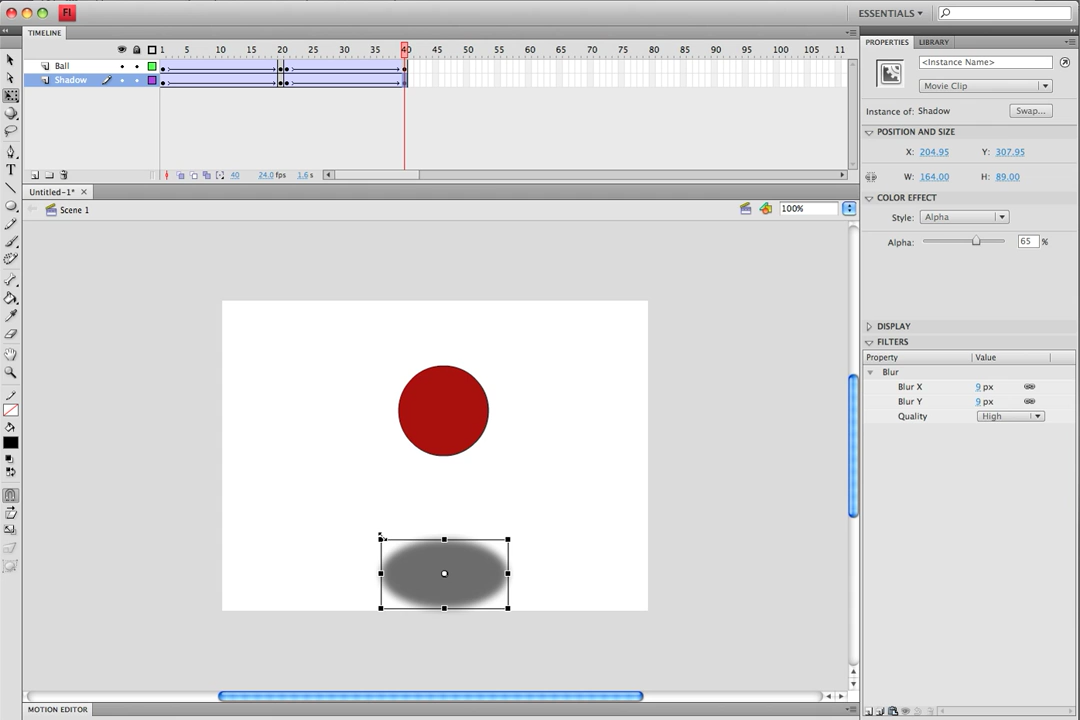 Fl
ESSENTIALS
TIMELINE
1 5 10 15 20 25 30 35 40 45 50 55 60 65 70 75 80 85 90 95 100 105 11
Ball
Shadow
40 24.0 fps 1.6 s
Untitled-1*
Scene 1
100%
MOTION EDITOR
PROPERTIES LIBRARY
<Instance Name>
Movie Clip
Instance of: Shadow Swap...
POSITION AND SIZE
X: 204.95 Y: 307.95
W: 164.00 H: 89.00
COLOR EFFECT
Style: Alpha
Alpha: 65 %
DISPLAY
FILTERS
Property Value
Blur
Blur X 9 px
Blur Y 9 px
Quality High
T